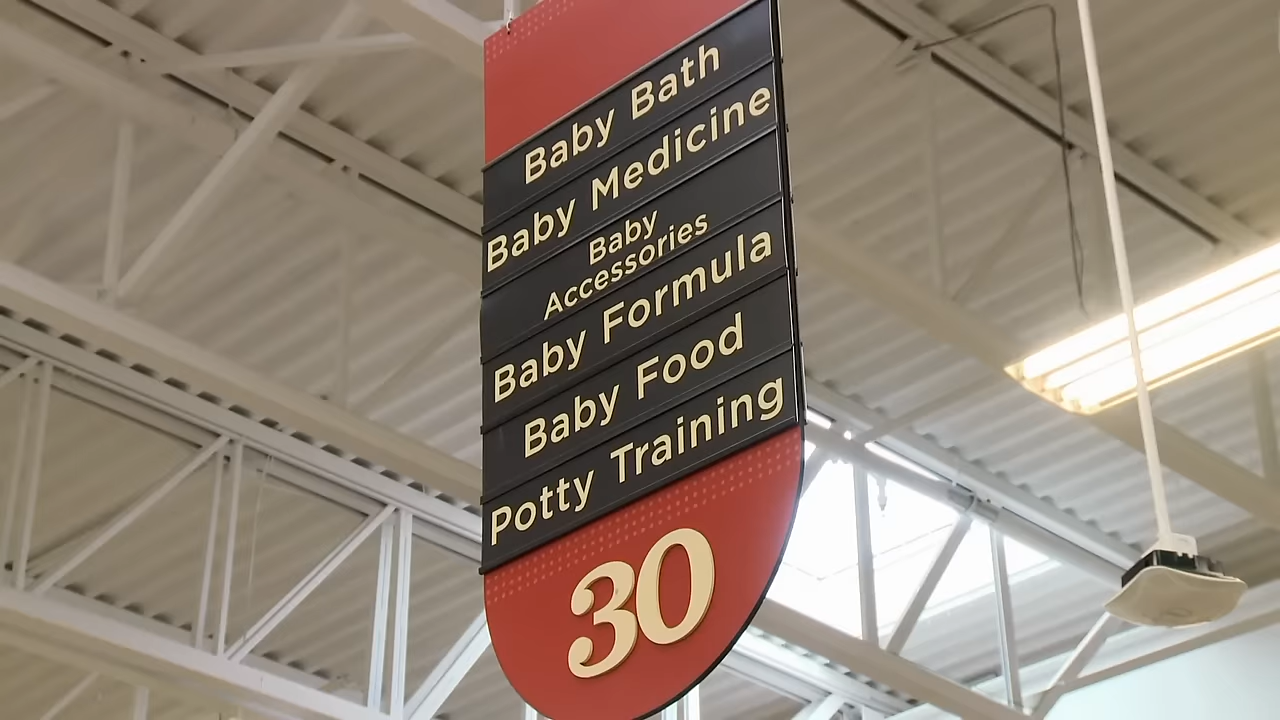 Baby Bath
Baby Medicine
Baby
Accessories
Baby Formula
Baby Food
Potty Training
30